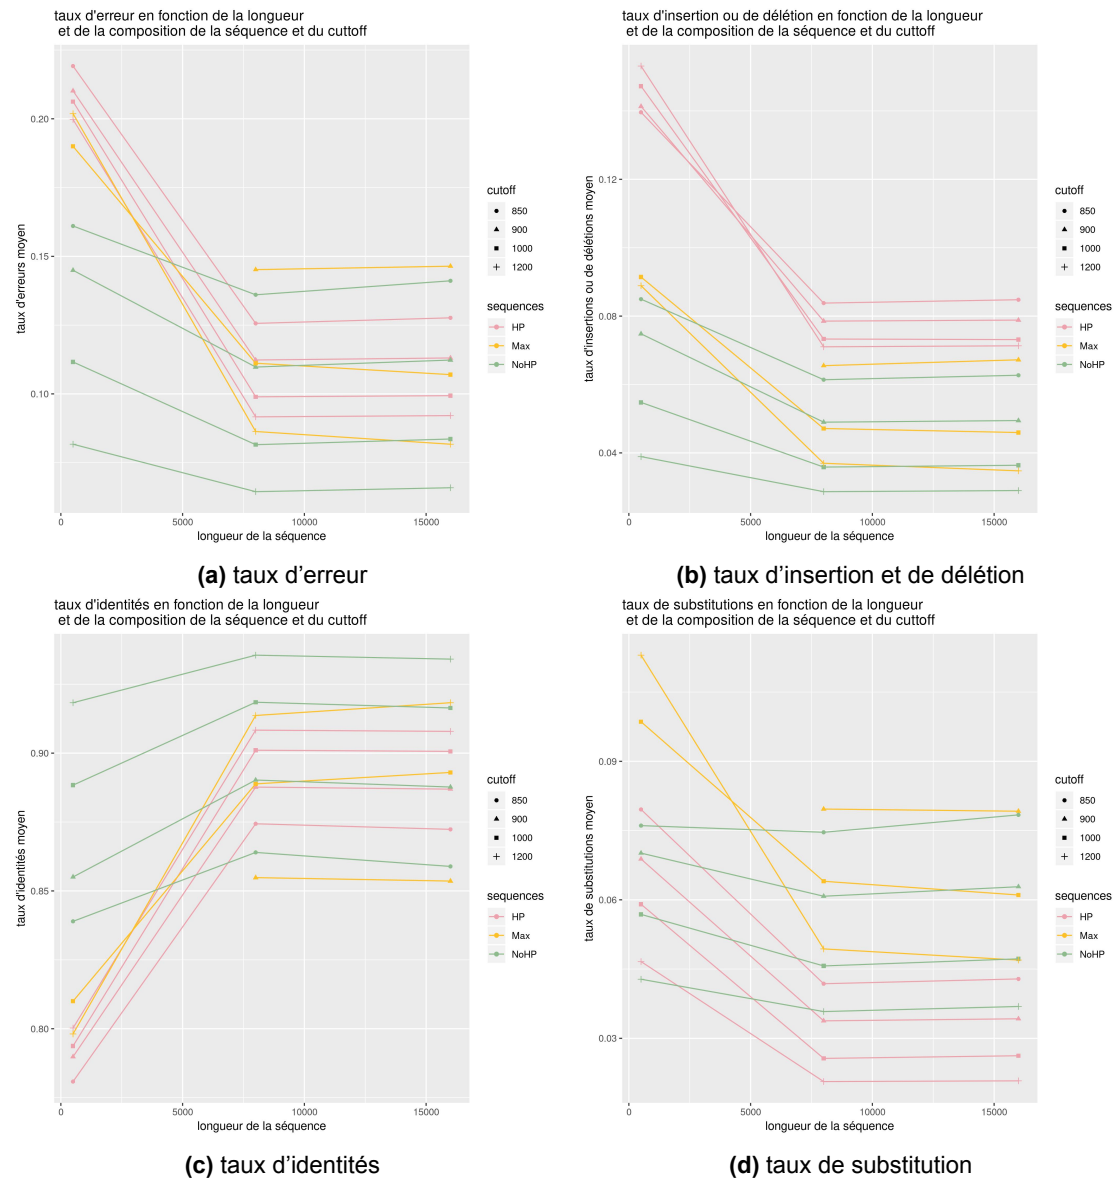 taux d'erreur en fonction de la longueur
et de la composition de la séquence et du cuttoff
taux d'erreurs moyen
0.20
0.15
0.10
0
5000
10000
15000
longueur de la séquence
cutoff
850
900
1000
1200
sequences
HP
Max
NoHP
(a) taux d'erreur
taux d'insertion ou de délétion en fonction de la longueur
et de la composition de la séquence et du cuttoff
taux d'insertions ou de délétions moyen
0.12
0.08
0.04
0
5000
10000
15000
longueur de la séquence
cutoff
850
900
1000
1200
sequences
HP
Max
NoHP
(b) taux d'insertion et de délétion
taux d'identités en fonction de la longueur
et de la composition de la séquence et du cuttoff
taux d'identités moyen
0.90
0.85
0.80
0
5000
10000
15000
longueur de la séquence
cutoff
850
900
1000
1200
sequences
HP
Max
NoHP
(c) taux d'identités
taux de substitutions en fonction de la longueur
et de la composition de la séquence et du cuttoff
taux de substitutions moyen
0.09
0.06
0.03
0
5000
10000
15000
longueur de la séquence
cutoff
850
900
1000
1200
sequences
HP
Max
NoHP
(d) taux de substitution